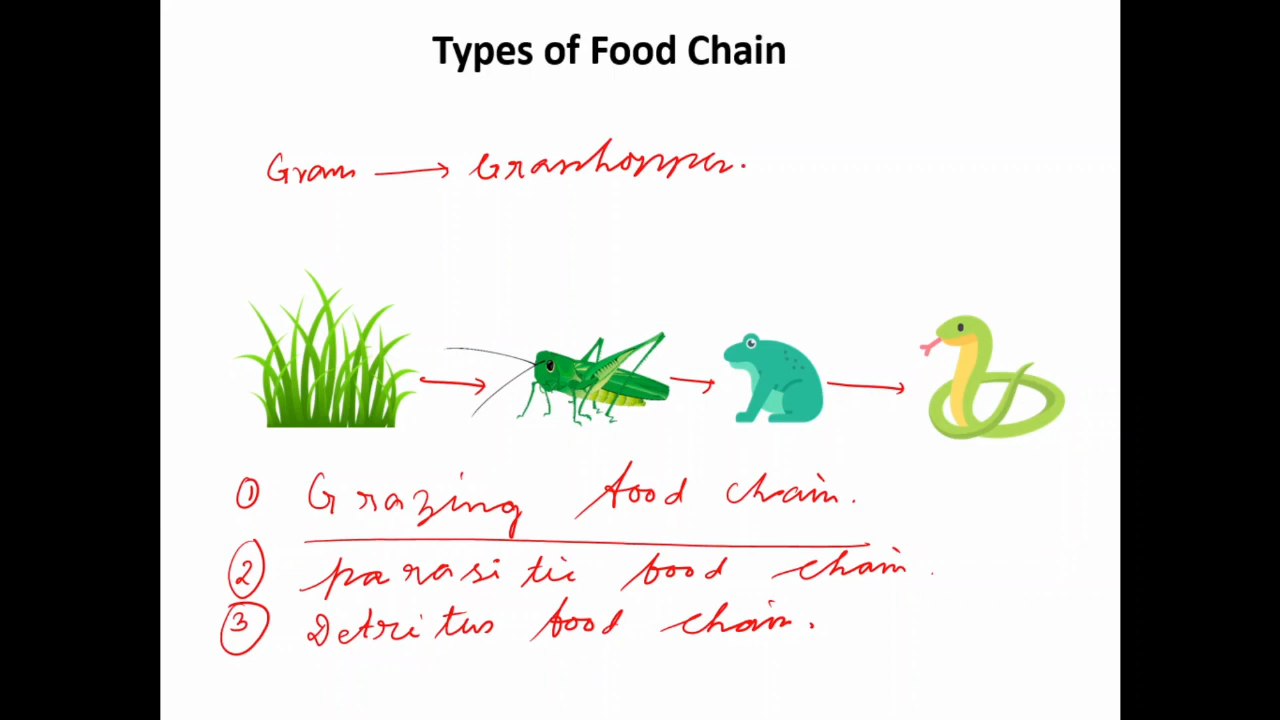 Types of Food Chain
Grass → Grasshopper.
① Grazing food chain.
② parasitic food chain.
③ Detritus food chain.